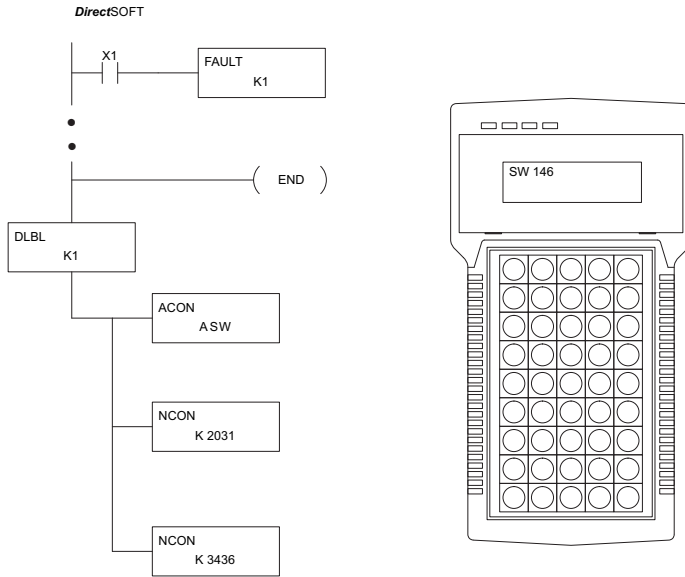 DirectSOFT
X1
FAULT
K1
END
DLBL
K1
ACON
A SW
NCON
K 2031
NCON
K 3436
SW 146